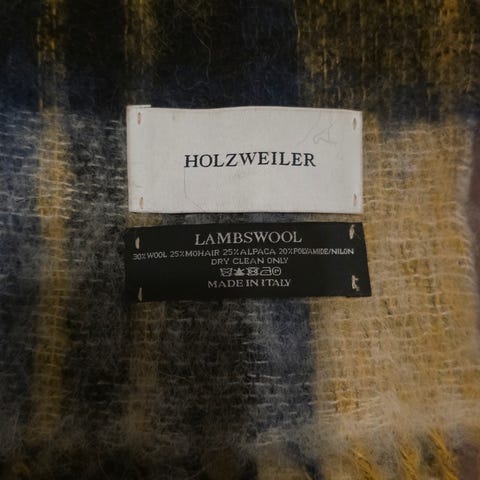 HOLZWEILER
LAMBSWOOL
30% WOOL 25% MOHAIR 25% ALPACA 20% POLYAMIDE/NILON
DRY CLEAN ONLY
MADE IN ITALY